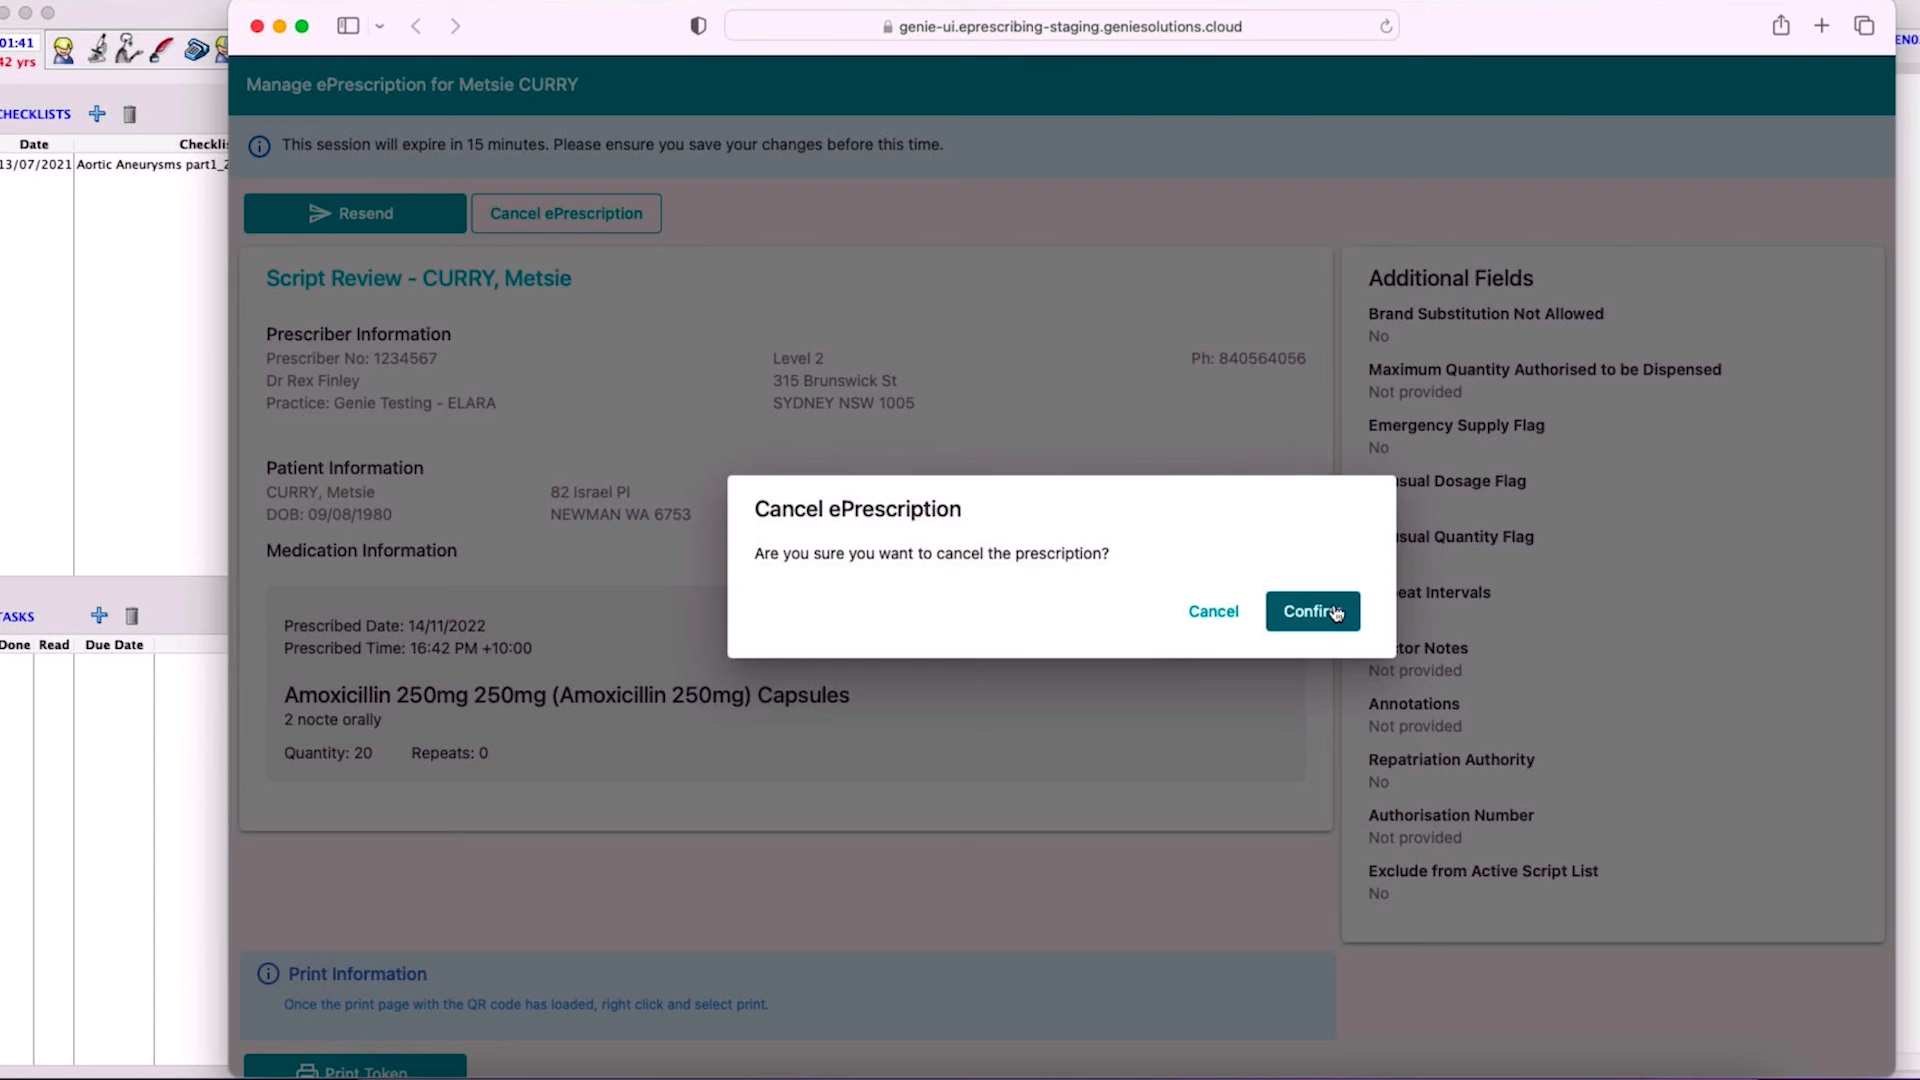 genie-ui.eprescribing-staging.geniesolutions.cloud
01:41
42 yrs
CHECKLISTS
Date
13/07/2021 Aortic Aneurysms part1_2
TASKS
Done Read Due Date
Manage ePrescription for Metsie CURRY
This session will expire in 15 minutes. Please ensure you save your changes before this time.
Resend
Cancel ePrescription
Script Review - CURRY, Metsie
Prescriber Information
Prescriber No: 1234567
Dr Rex Finley
Practice: Genie Testing - ELARA
Level 2
315 Brunswick St
SYDNEY NSW 1005
Ph: 840564056
Patient Information
CURRY, Metsie
DOB: 09/08/1980
82 Israel Pl
NEWMAN WA 6753
Medication Information
Prescribed Date: 14/11/2022
Prescribed Time: 16:42 PM +10:00
Amoxicillin 250mg 250mg (Amoxicillin 250mg) Capsules
2 nocte orally
Quantity: 20 Repeats: 0
Cancel ePrescription
Are you sure you want to cancel the prescription?
Cancel
Confirm
Additional Fields
Brand Substitution Not Allowed
No
Maximum Quantity Authorised to be Dispensed
Not provided
Emergency Supply Flag
No
Dosage Flag
Quantity Flag
Intervals
Notes
Not provided
Annotations
Not provided
Repatriation Authority
No
Authorisation Number
Not provided
Exclude from Active Script List
No
Print Information
Once the print page with the QR code has loaded, right click and select print.
Print Token